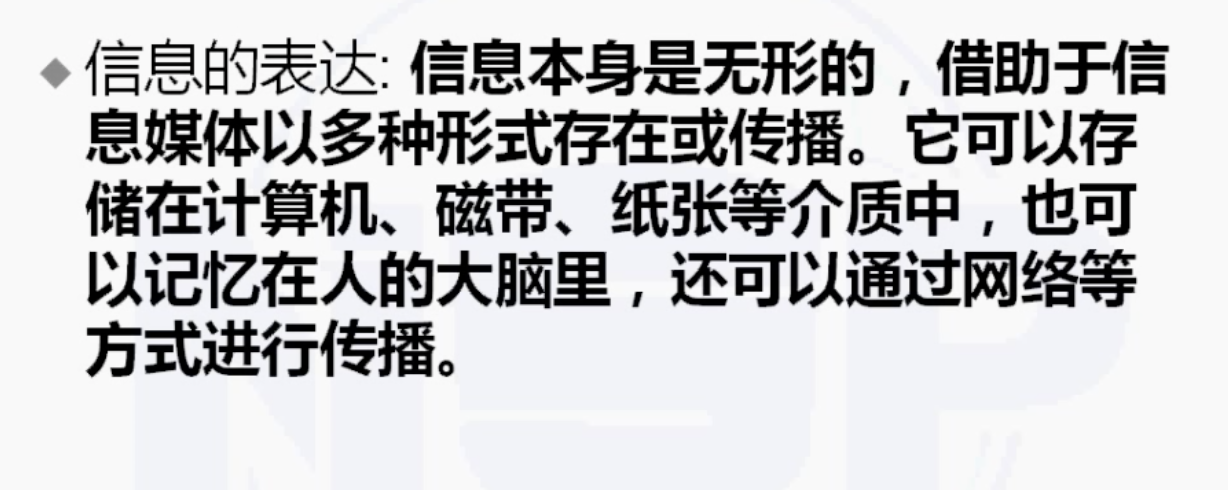 ◆信息的表达: 信息本身是无形的，借助于信
息媒体以多种形式存在或传播。它可以存
储在计算机、磁带、纸张等介质中，也可
以记忆在人的大脑里，还可以通过网络等
方式进行传播。